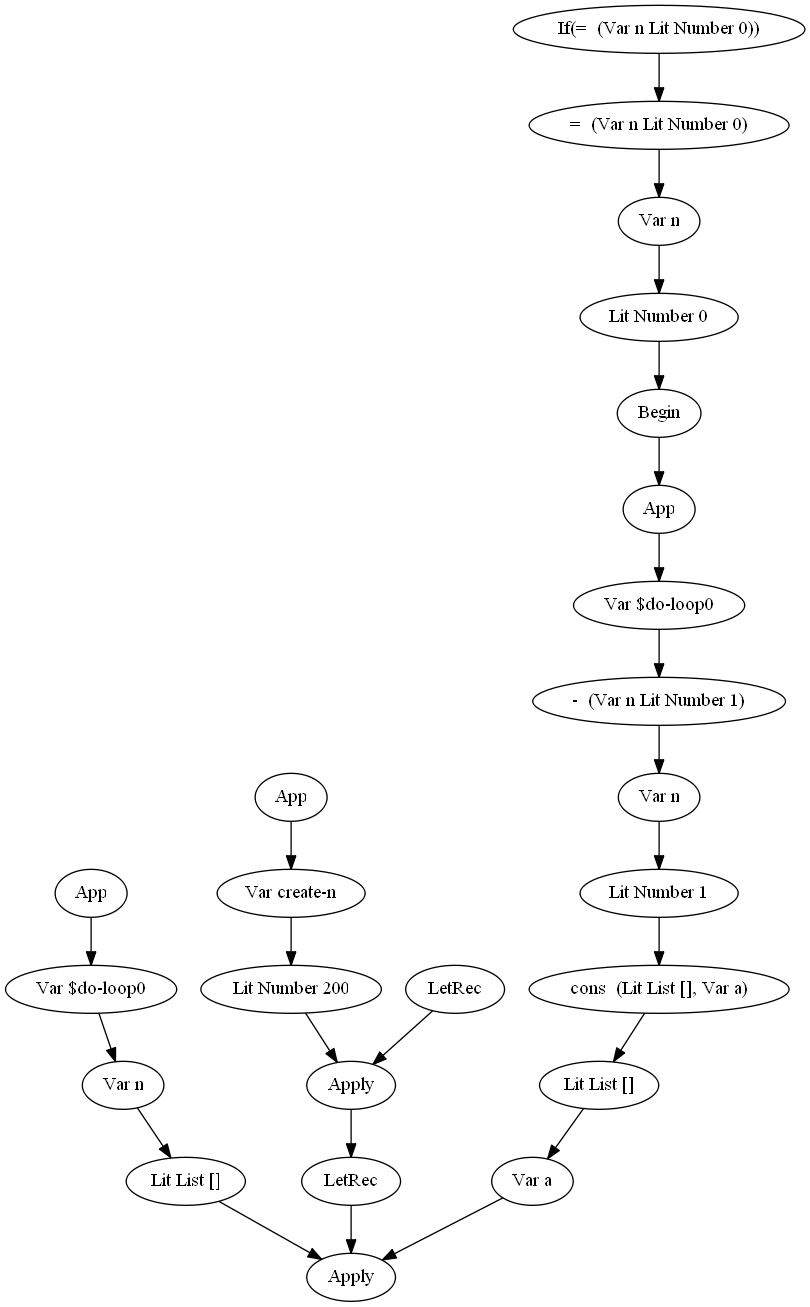 If(=  (Var n Lit Number 0))
=  (Var n Lit Number 0)
Var n
Lit Number 0
Begin
App
Var $do-loop0
-  (Var n Lit Number 1)
App
Var n
App
Var create-n
Lit Number 1
Var $do-loop0
Lit Number 200
LetRec
cons  (Lit List [], Var a)
Var n
Apply
Lit List []
Lit List []
LetRec
Var a
Apply